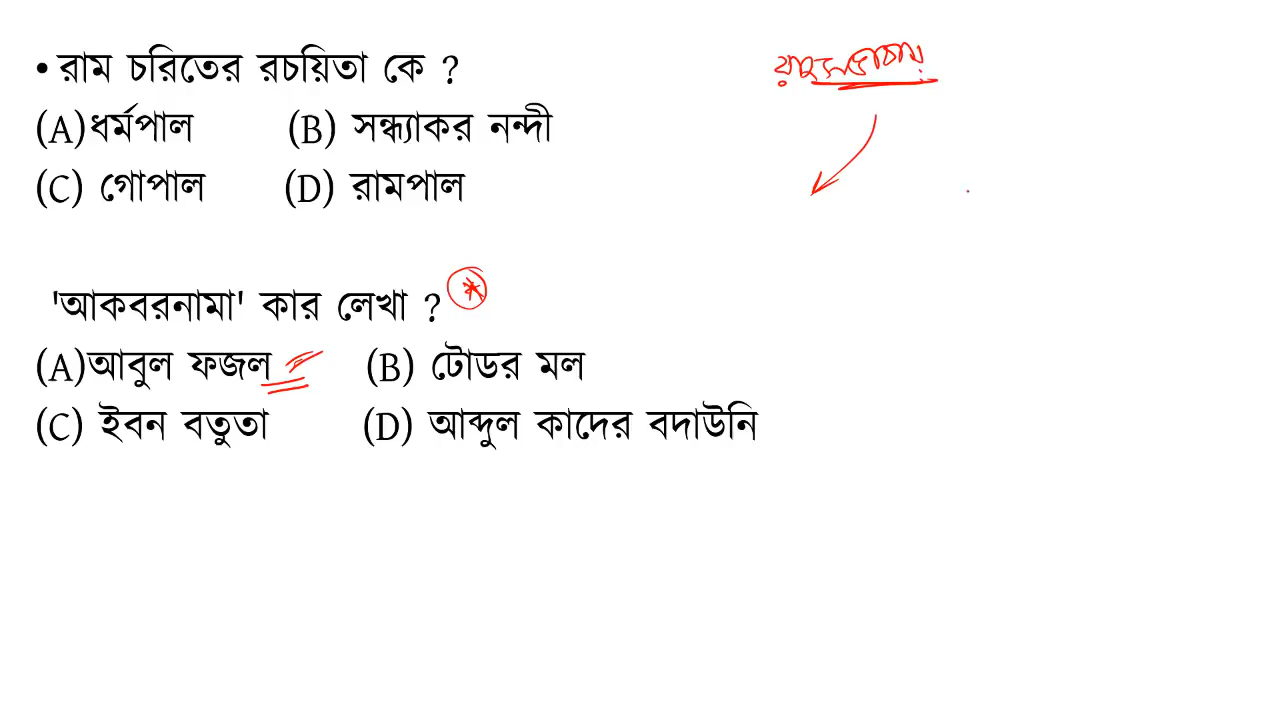 • রাম চরিতের রচয়িতা কে ?
(A)ধর্মপাল (B) সন্ধ্যাকর নন্দী
(C) গোপাল (D) রামপাল
'আকবরনামা' কার লেখা ?
(A)আবুল ফজল (B) টোডর মল
(C) ইবন বতুতা (D) আব্দুল কাদের বদাউনি